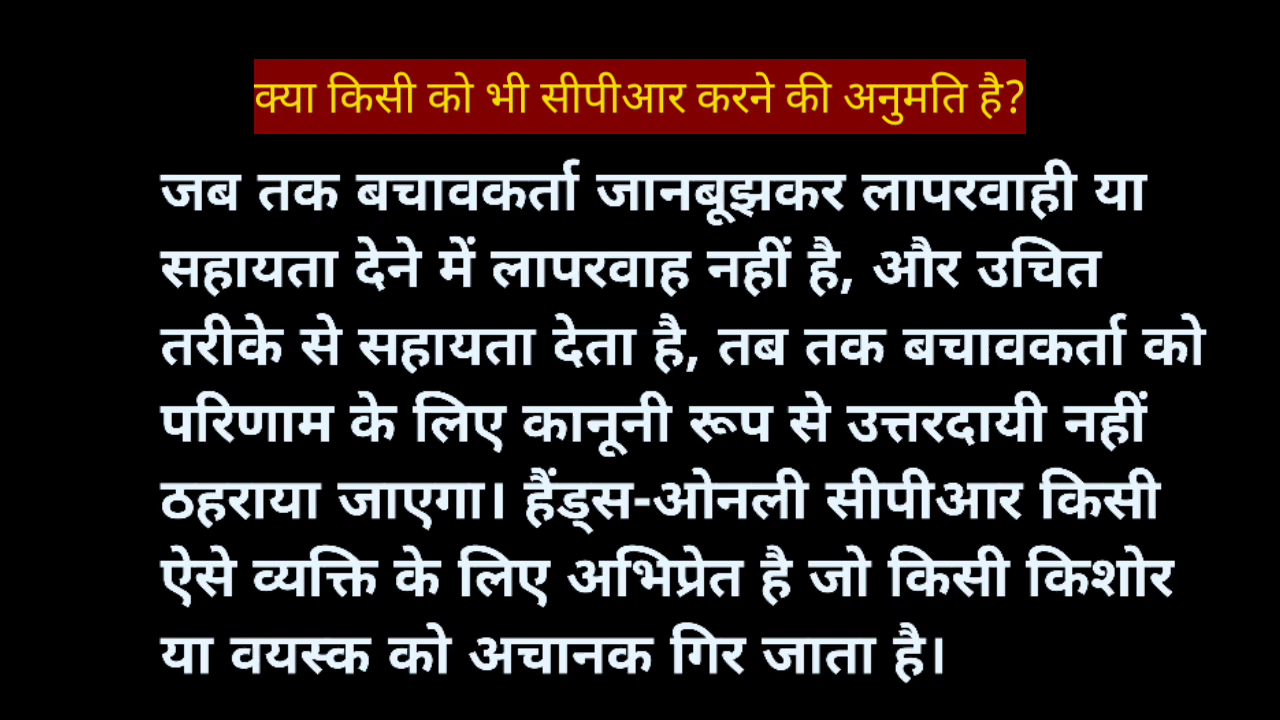 क्या किसी को भी सीपीआर करने की अनुमति है?
जब तक बचावकर्ता जानबूझकर लापरवाही या
सहायता देने में लापरवाह नहीं है, और उचित
तरीके से सहायता देता है, तब तक बचावकर्ता को
परिणाम के लिए कानूनी रूप से उत्तरदायी नहीं
ठहराया जाएगा। हैंड्स-ओनली सीपीआर किसी
ऐसे व्यक्ति के लिए अभिप्रेत है जो किसी किशोर
या वयस्क को अचानक गिर जाता है।